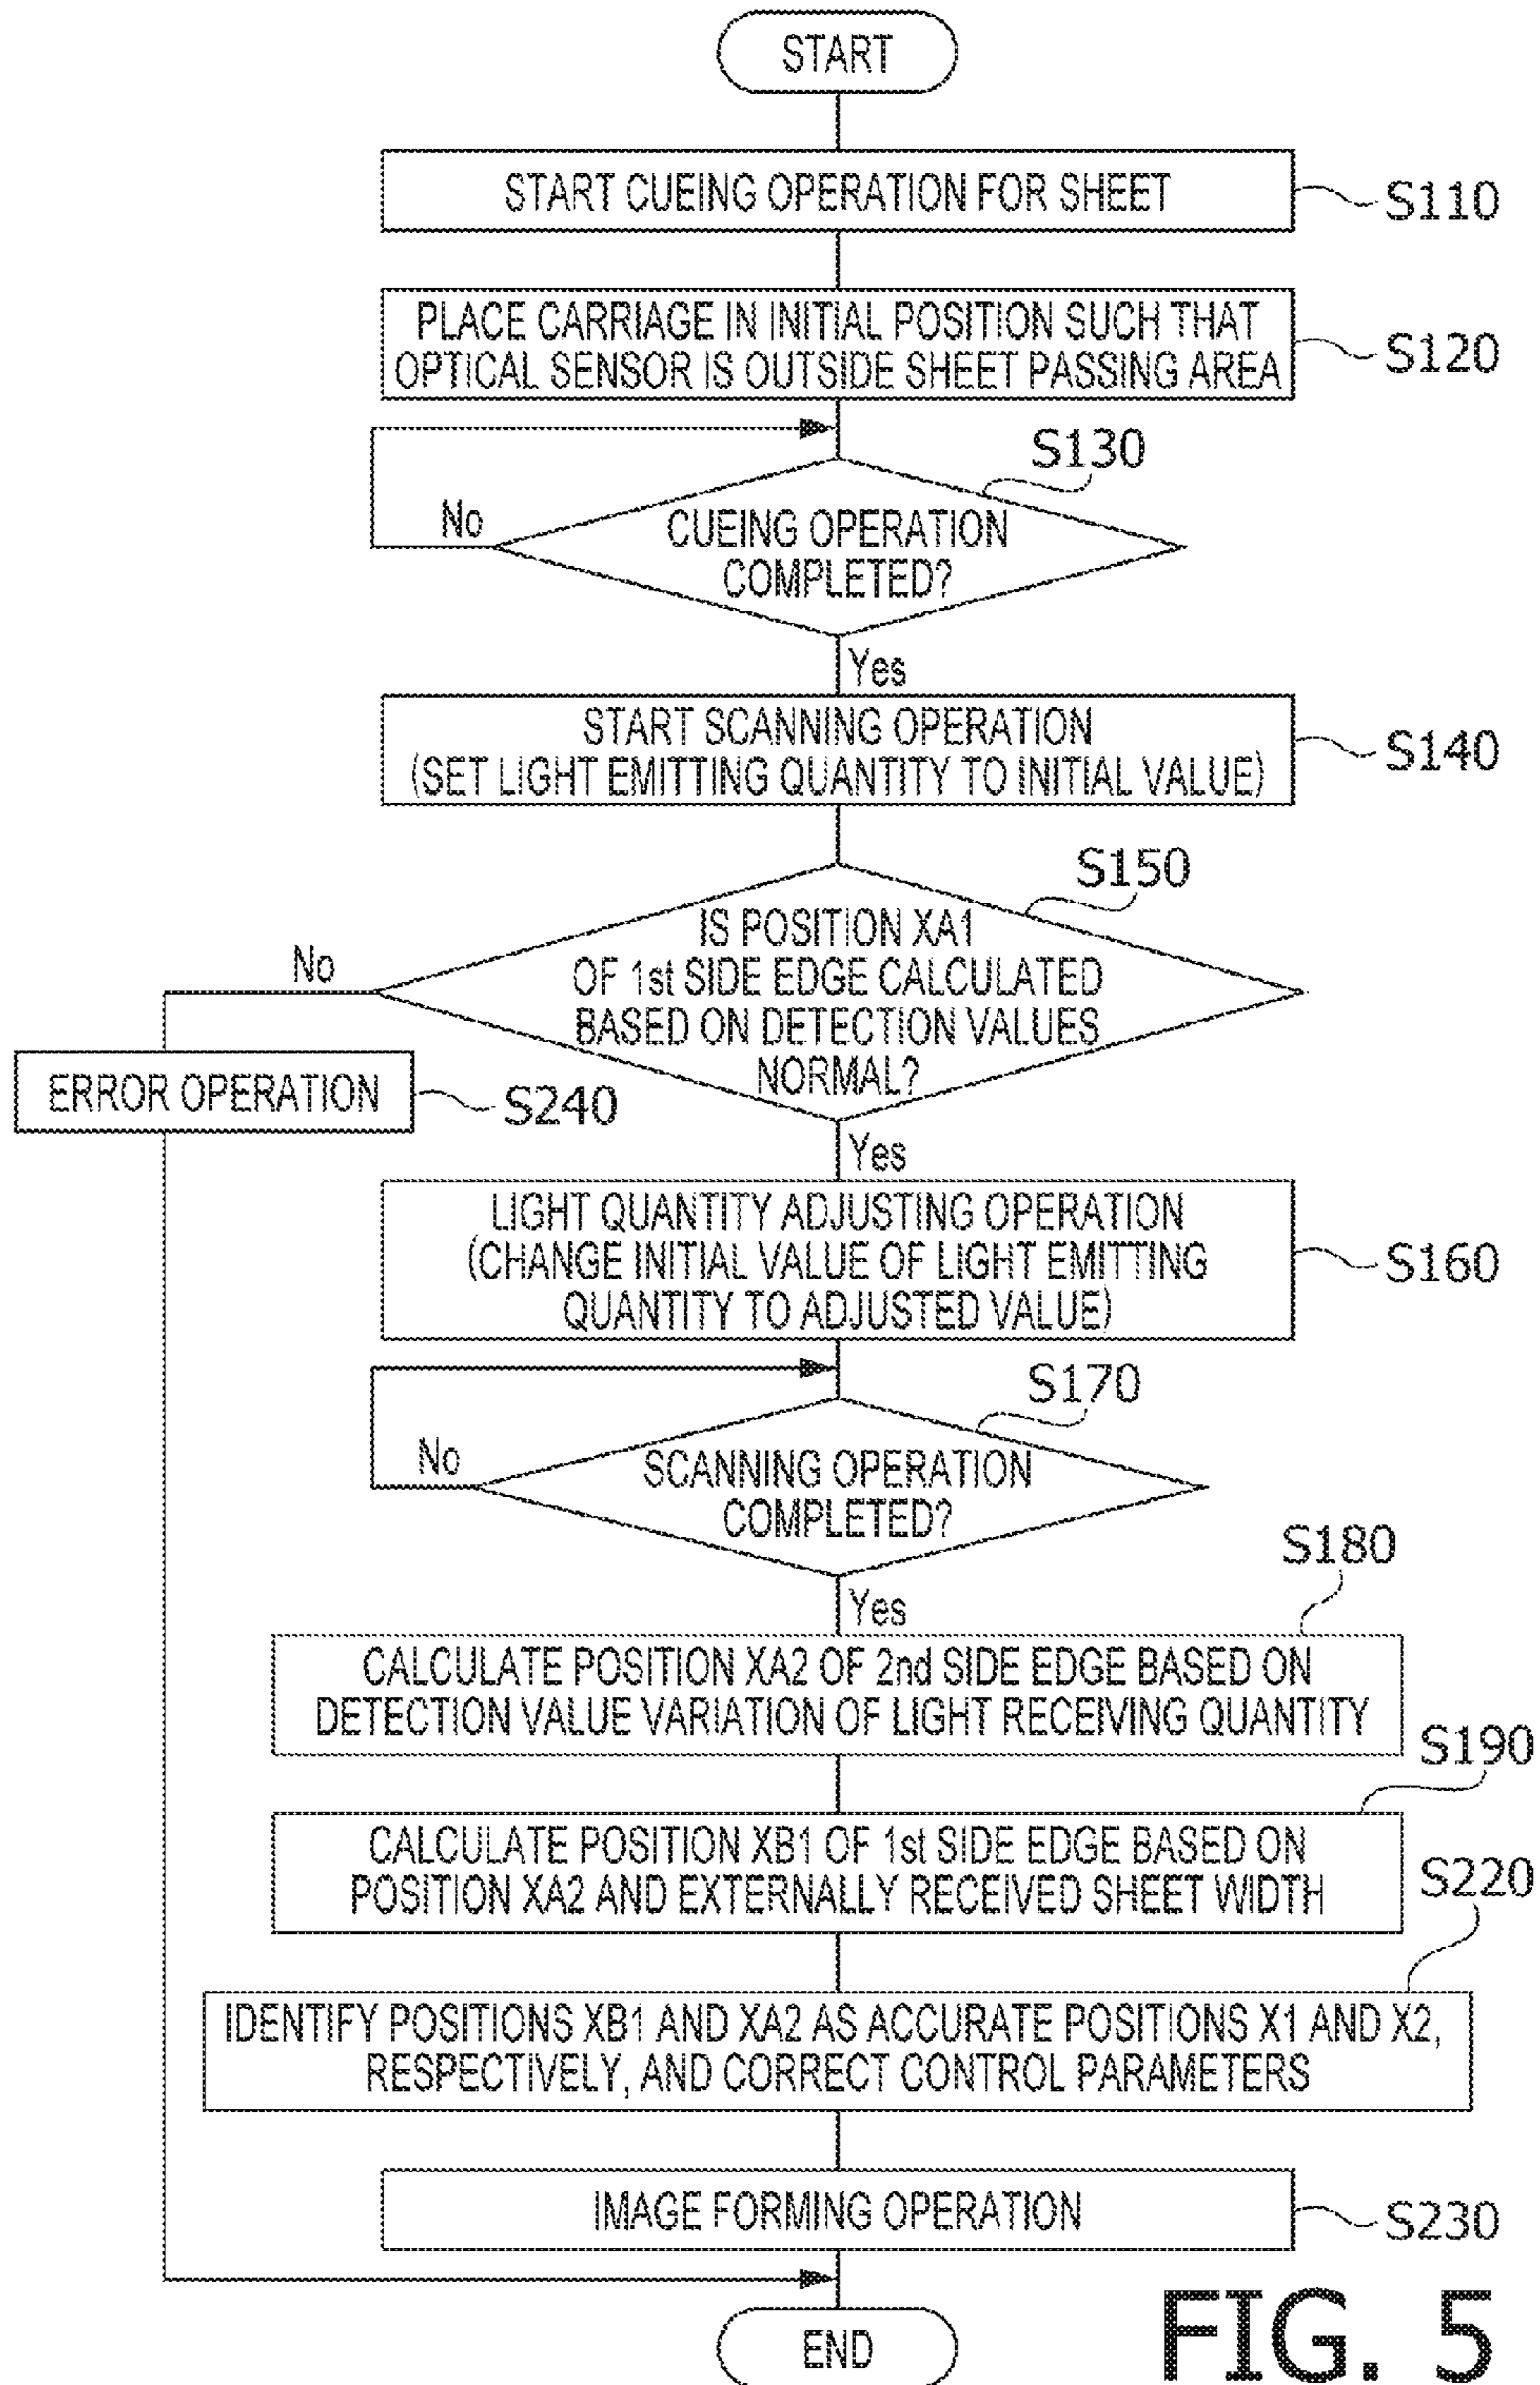 START
START CUEING OPERATION FOR SHEET
S110
PLACE CARRIAGE IN INITIAL POSITION SUCH THAT
OPTICAL SENSOR IS OUTSIDE SHEET PASSING AREA
S120
S130
No
CUEING OPERATION
COMPLETED?
Yes
START SCANNING OPERATION
(SET LIGHT EMITTING QUANTITY TO INITIAL VALUE)
S140
S150
No
IS POSITION XA1
OF 1st SIDE EDGE CALCULATED
BASED ON DETECTION VALUES
NORMAL?
ERROR OPERATION
S240
Yes
LIGHT QUANTITY ADJUSTING OPERATION
(CHANGE INITIAL VALUE OF LIGHT EMITTING
QUANTITY TO ADJUSTED VALUE)
S160
S170
No
SCANNING OPERATION
COMPLETED?
S180
Yes
CALCULATE POSITION XA2 OF 2nd SIDE EDGE BASED ON
DETECTION VALUE VARIATION OF LIGHT RECEIVING QUANTITY
S190
CALCULATE POSITION XB1 OF 1st SIDE EDGE BASED ON
POSITION XA2 AND EXTERNALLY RECEIVED SHEET WIDTH
S220
IDENTIFY POSITIONS XB1 AND XA2 AS ACCURATE POSITIONS X1 AND X2,
RESPECTIVELY, AND CORRECT CONTROL PARAMETERS
IMAGE FORMING OPERATION
S230
END
FIG. 5